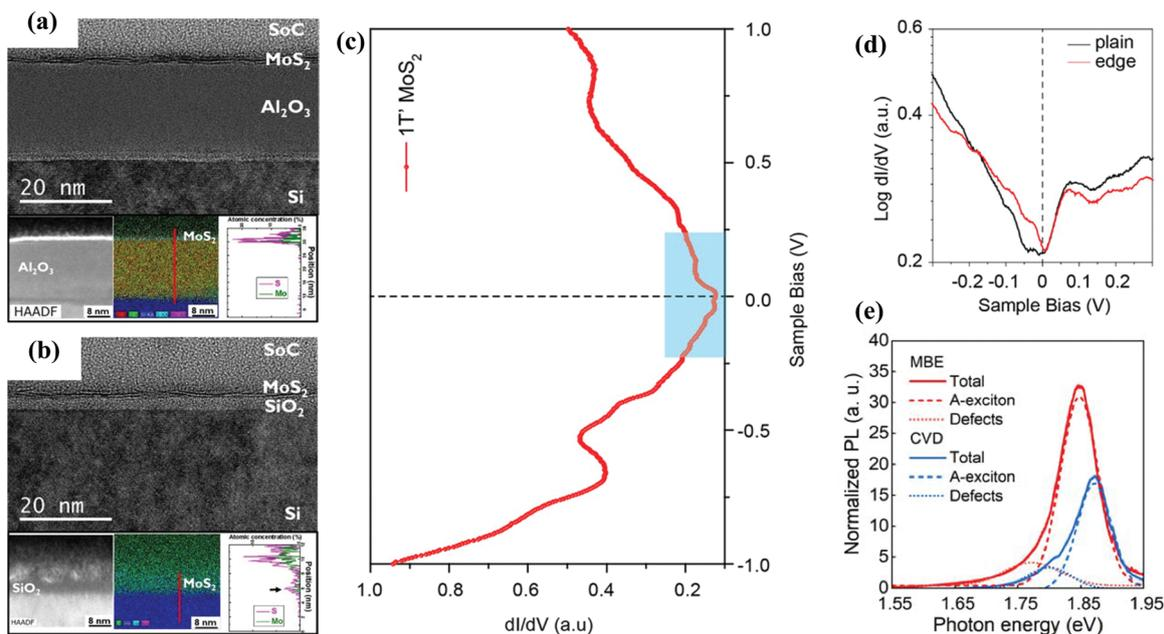 (a)
SoC
MoS2
Al2O3
20 nm
Si
MoS2
Al2O3
HAADF
8 nm
8 nm
Atomic concentration (%)
Position (nm)
S
Mo
(b)
SoC
MoS2
SiO2
20 nm
Si
SiO2
MoS2
HAADF
8 nm
8 nm
Atomic concentration (%)
Position (nm)
S
Mo
(c)
1T' MoS2
1.0
0.5
0.0
-0.5
-1.0
Sample Bias (V)
1.0 0.8 0.6 0.4 0.2
dI/dV (a.u)
(d)
plain
edge
0.6
0.4
0.2
Log dI/dV (a.u.)
-0.2 -0.1 0 0.1 0.2
Sample Bias (V)
(e)
MBE
Total
A-exciton
Defects
CVD
Total
A-exciton
Defects
40
35
30
25
20
15
10
5
0
Normalized PL (a. u.)
1.55 1.65 1.75 1.85 1.95
Photon energy (eV)